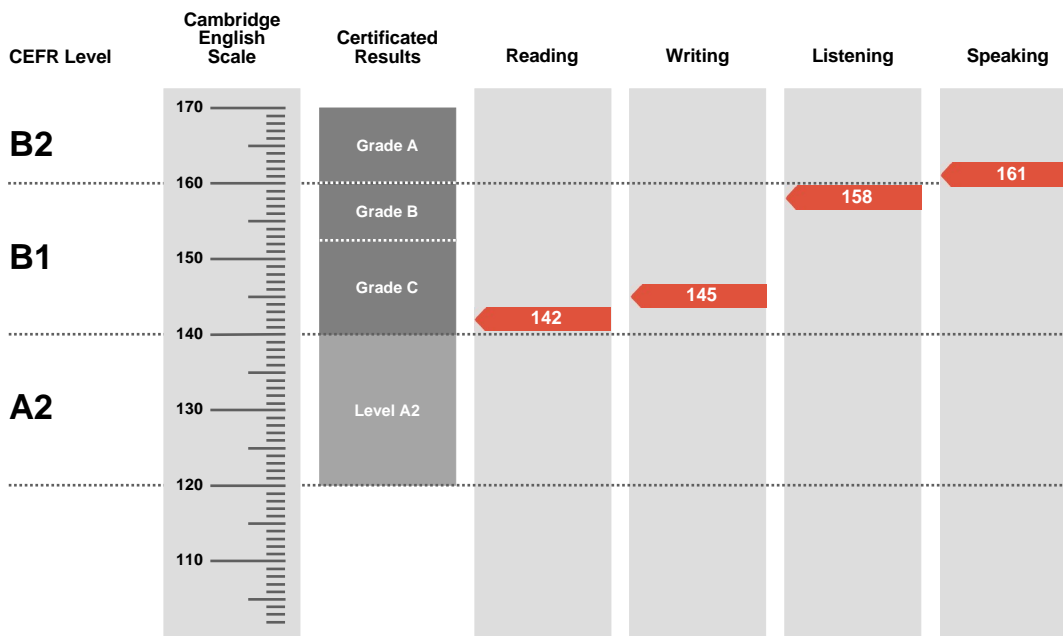 CEFR Level
Cambridge
English
Scale
Certificated
Results
Reading
Writing
Listening
Speaking
170
B2
Grade A
160
161
158
Grade B
B1
150
Grade C
145
142
140
A2
130
Level A2
120
110